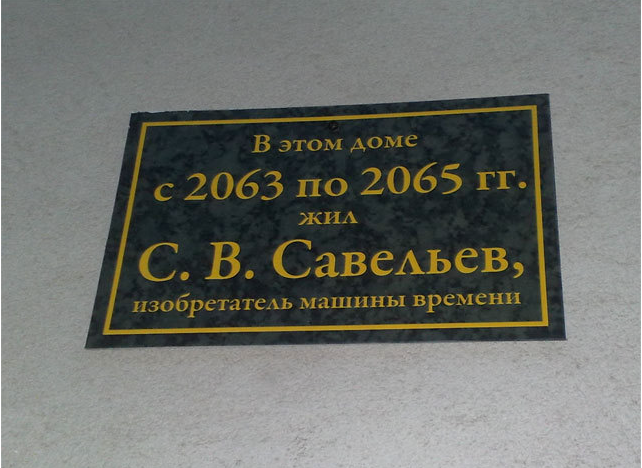 В этом доме
с 2063 по 2065 гг.
жил
С. В. Савельев,
изобретатель машины времени